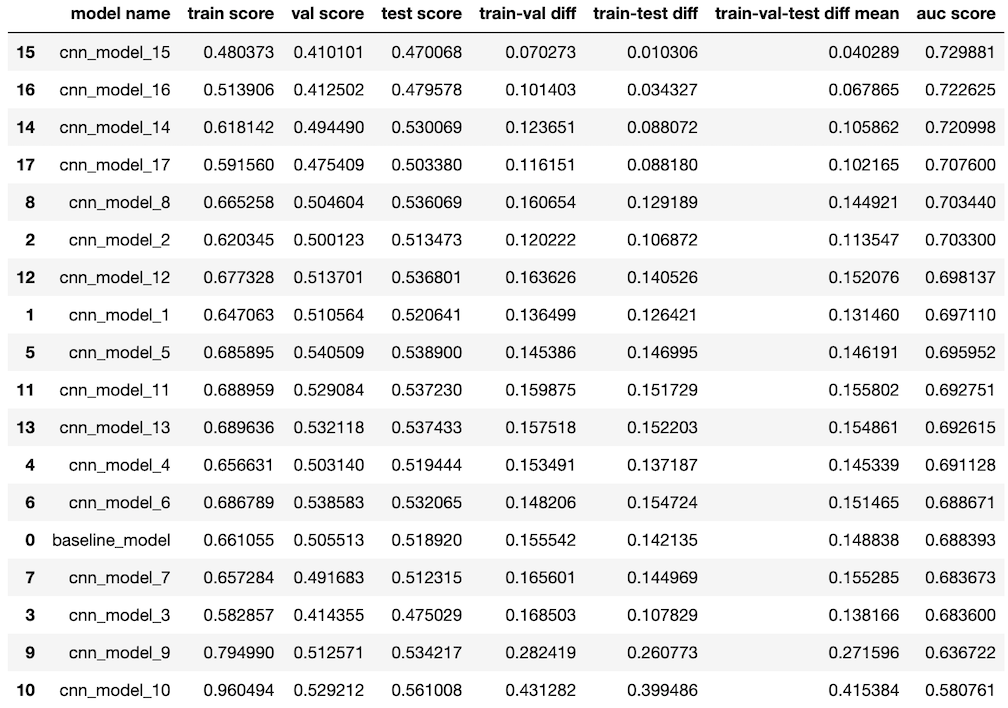 model name train score val score test score train-val diff train-test diff train-val-test diff mean auc score
15 cnn_model_15 0.480373 0.410101 0.470068 0.070273 0.010306 0.040289 0.729881
16 cnn_model_16 0.513906 0.412502 0.479578 0.101403 0.034327 0.067865 0.722625
14 cnn_model_14 0.618142 0.494490 0.530069 0.123651 0.088072 0.105862 0.720998
17 cnn_model_17 0.591560 0.475409 0.503380 0.116151 0.088180 0.102165 0.707600
8 cnn_model_8 0.665258 0.504604 0.536069 0.160654 0.129189 0.144921 0.703440
2 cnn_model_2 0.620345 0.500123 0.513473 0.120222 0.106872 0.113547 0.703300
12 cnn_model_12 0.677328 0.513701 0.536801 0.163626 0.140526 0.152076 0.698137
1 cnn_model_1 0.647063 0.510564 0.520641 0.136499 0.126421 0.131460 0.697110
5 cnn_model_5 0.685895 0.540509 0.538900 0.145386 0.146995 0.146191 0.695952
11 cnn_model_11 0.688959 0.529084 0.537230 0.159875 0.151729 0.155802 0.692751
13 cnn_model_13 0.689636 0.532118 0.537433 0.157518 0.152203 0.154861 0.692615
4 cnn_model_4 0.656631 0.503140 0.519444 0.153491 0.137187 0.145339 0.691128
6 cnn_model_6 0.686789 0.538583 0.532065 0.148206 0.154724 0.151465 0.688671
0 baseline_model 0.661055 0.505513 0.518920 0.155542 0.142135 0.148838 0.688393
7 cnn_model_7 0.657284 0.491683 0.512315 0.165601 0.144969 0.155285 0.683673
3 cnn_model_3 0.582857 0.414355 0.475029 0.168503 0.107829 0.138166 0.683600
9 cnn_model_9 0.794990 0.512571 0.534217 0.282419 0.260773 0.271596 0.636722
10 cnn_model_10 0.960494 0.529212 0.561008 0.431282 0.399486 0.415384 0.580761